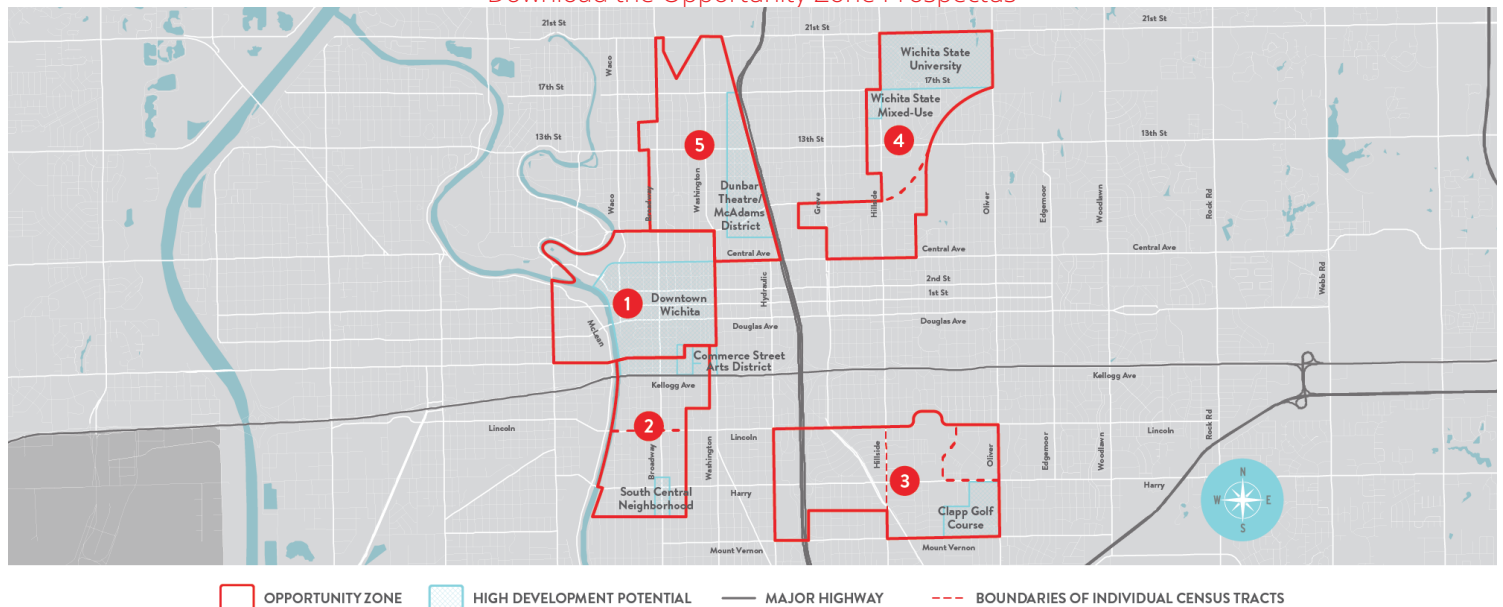 Download the Opportunity Zone Prospectus
21st St
21st St
21st St
Waco
Wichita State
University
17th St
17th St
Wichita State
Mixed-Use
13th St
13th St
13th St
5
4
Dunbar
Theatre/
McAdams
District
Waco
Broadway
Washington
Grove
Hillside
Oliver
Edgemoor
Woodlawn
Rock Rd
Central Ave
Central Ave
Central Ave
Webb Rd
Hydraulic
2nd St
1st St
1
Downtown
Wichita
McLean
Douglas Ave
Douglas Ave
Commerce Street
Arts District
Kellogg Ave
Kellogg Ave
2
Lincoln
Lincoln
Lincoln
Broadway
Washington
Hillside
Oliver
Edgemoor
Woodlawn
Rock Rd
3
South Central
Neighborhood
Harry
Harry
Clapp Golf
Course
Mount Vernon
Mount Vernon
N
W
E
S
OPPORTUNITY ZONE
HIGH DEVELOPMENT POTENTIAL
MAJOR HIGHWAY
BOUNDARIES OF INDIVIDUAL CENSUS TRACTS